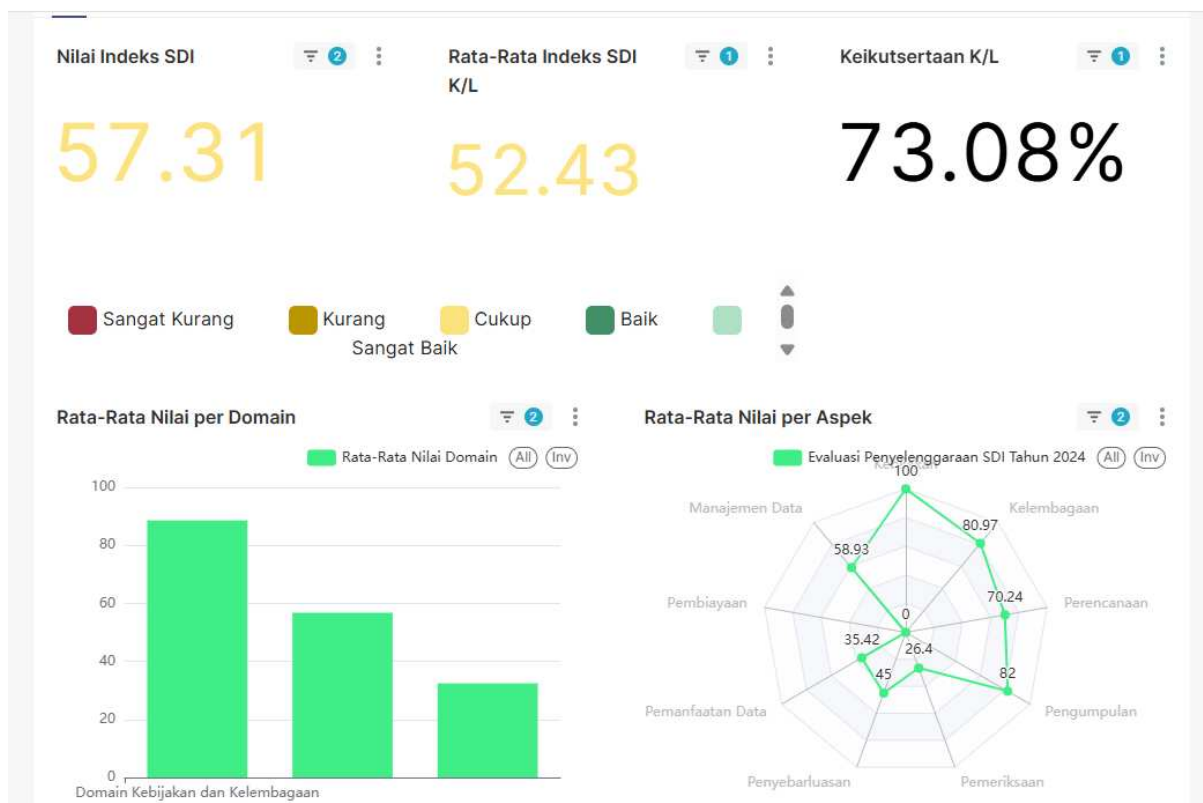 Nilai Indeks SDI
2
Rata-Rata Indeks SDI
K/L
1
Keikutsertaan K/L
1
57.31
52.43
73.08%
Sangat Kurang
Kurang
Cukup
Baik
Sangat Baik
Rata-Rata Nilai per Domain
2
Rata-Rata Nilai per Aspek
2
Rata-Rata Nilai Domain
All
Inv
100
80
60
40
20
0
Domain Kebijakan dan Kelembagaan
Evaluasi Penyelenggaraan SDI Tahun 2024
All
Inv
100
Manajemen Data
Kelembagaan
80.97
58.93
Pembiayaan
70.24
Perencanaan
0
35.42
26.4
45
82
Pemanfaatan Data
Pengumpulan
Penyebarluasan
Pemeriksaan